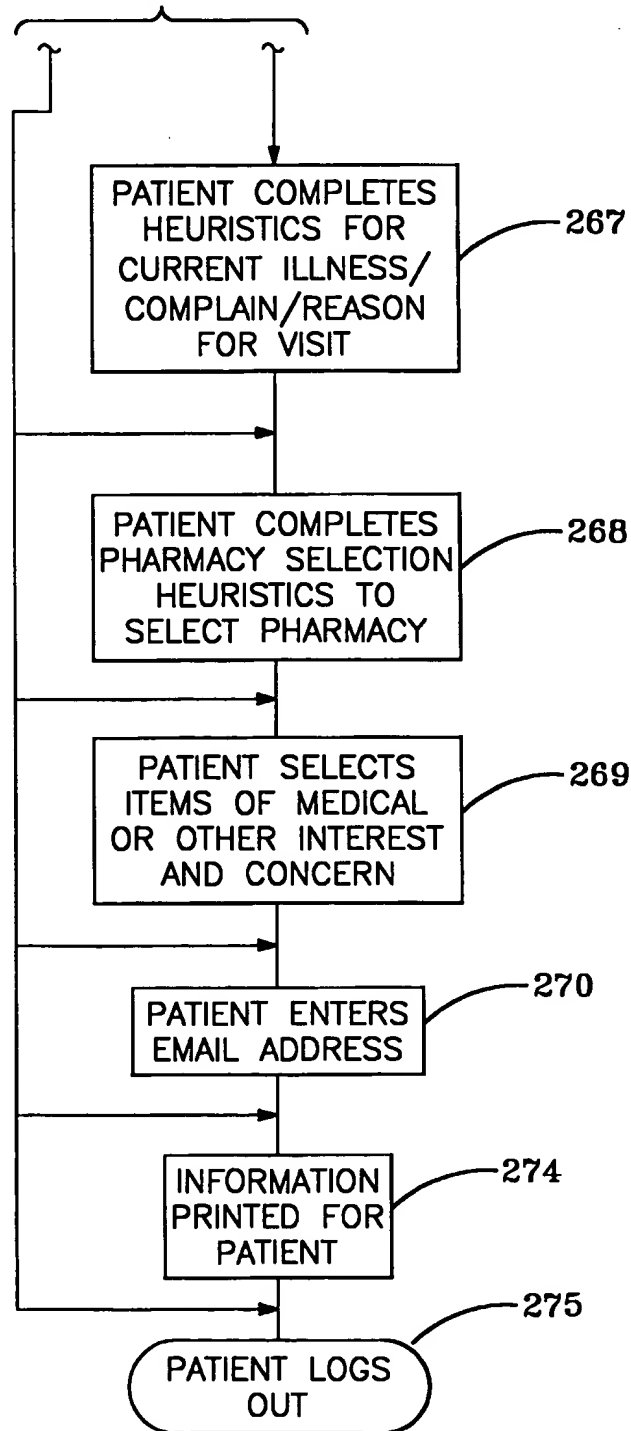 PATIENT COMPLETES
HEURISTICS FOR
CURRENT ILLNESS/
COMPLAIN/REASON
FOR VISIT
267
PATIENT COMPLETES
PHARMACY SELECTION
HEURISTICS TO
SELECT PHARMACY
268
PATIENT SELECTS
ITEMS OF MEDICAL
OR OTHER INTEREST
AND CONCERN
269
PATIENT ENTERS
EMAIL ADDRESS
270
INFORMATION
PRINTED FOR
PATIENT
274
PATIENT LOGS
OUT
275